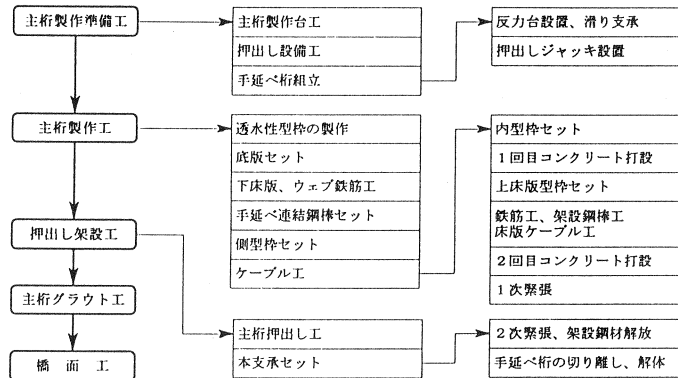 主桁製作準備工
主桁製作台工
押出し設備工
手延べ桁組立
反力台設置、滑り支承
押出しジャッキ設置
主桁製作工
透水性型枠の製作
底版セット
下床版、ウェブ鉄筋工
手延べ連結鋼棒セット
側型枠セット
ケーブル工
内型枠セット
1回目コンクリート打設
上床版型枠セット
鉄筋工、架設鋼棒工
床版ケーブル工
2回目コンクリート打設
1次緊張
押出し架設工
主桁押出し工
本支承セット
2次緊張、架設鋼材解放
手延べ桁の切り離し、解体
主桁グラウト工
橋面工